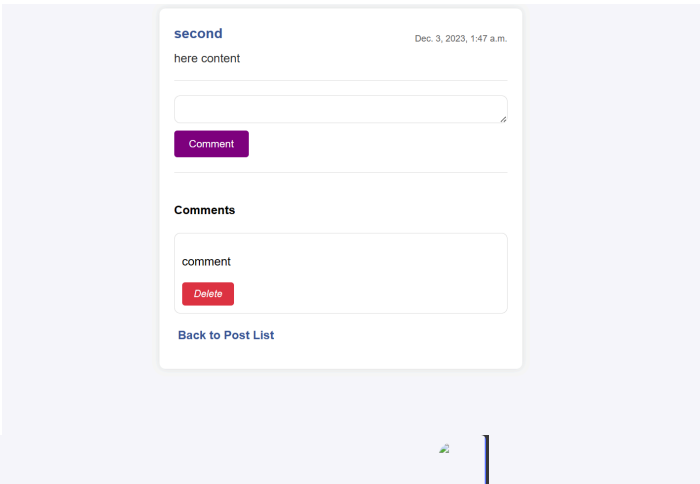 second
Dec. 3, 2023, 1:47 a.m.
here content
Comment
Comments
comment
Delete
Back to Post List